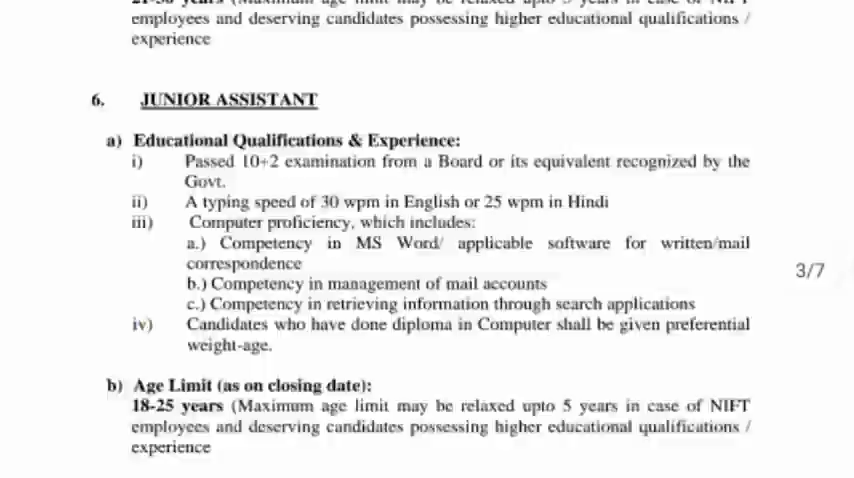 employees and deserving candidates possessing higher educational qualifications /
experience
6. JUNIOR ASSISTANT
a) Educational Qualifications & Experience:
i) Passed 10+2 examination from a Board or its equivalent recognized by the
Govt.
ii) A typing speed of 30 wpm in English or 25 wpm in Hindi
iii) Computer proficiency, which includes:
a.) Competency in MS Word/ applicable software for written/mail
correspondence
b.) Competency in management of mail accounts
c.) Competency in retrieving information through search applications
iv) Candidates who have done diploma in Computer shall be given preferential
weight-age.
b) Age Limit (as on closing date):
18-25 years (Maximum age limit may be relaxed upto 5 years in case of NIFT
employees and deserving candidates possessing higher educational qualifications /
experience
3/7